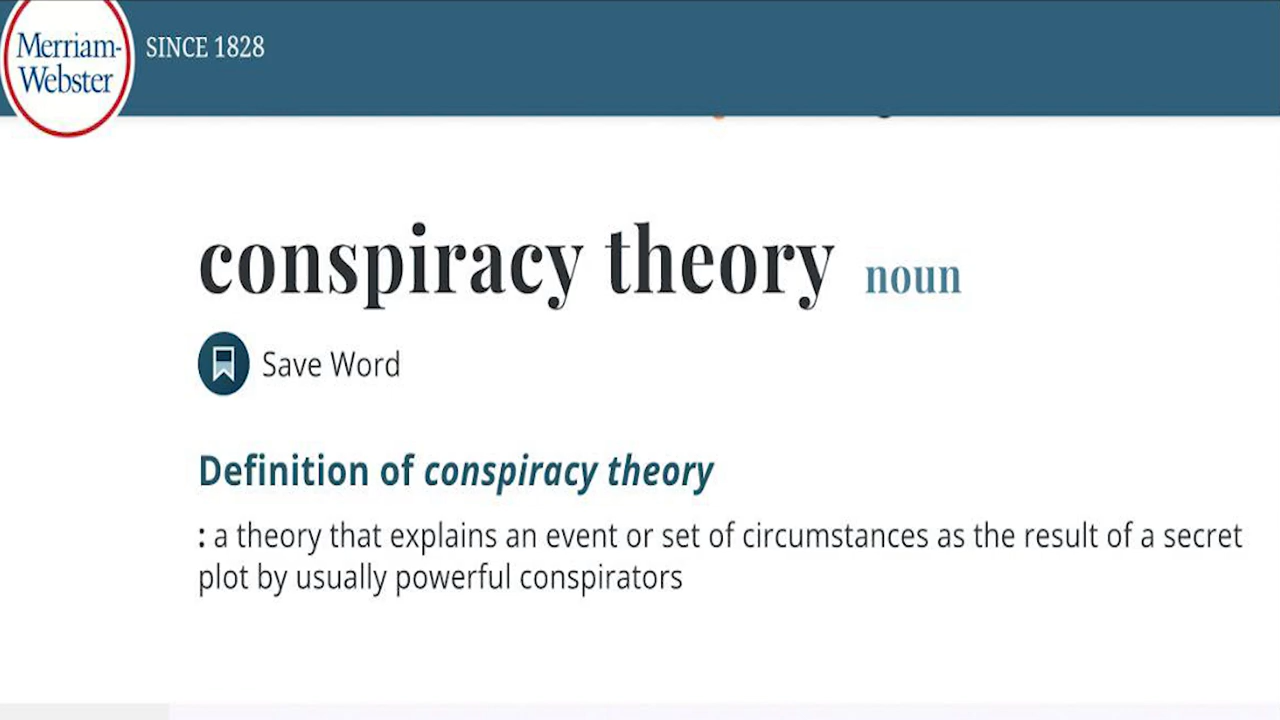 Merriam-
Webster
SINCE 1828
conspiracy theory noun
Save Word
Definition of conspiracy theory
: a theory that explains an event or set of circumstances as the result of a secret
plot by usually powerful conspirators